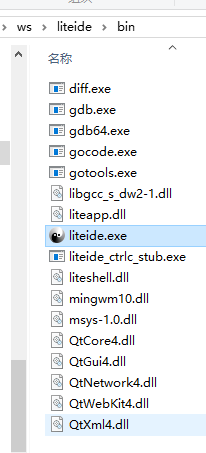 ws > liteide > bin
名称
diff.exe
gdb.exe
gdb64.exe
gocode.exe
gotools.exe
libgcc_s_dw2-1.dll
liteapp.dll
liteide.exe
liteide_ctrlc_stub.exe
liteshell.dll
mingwm10.dll
msys-1.0.dll
QtCore4.dll
QtGui4.dll
QtNetwork4.dll
QtWebKit4.dll
QtXml4.dll